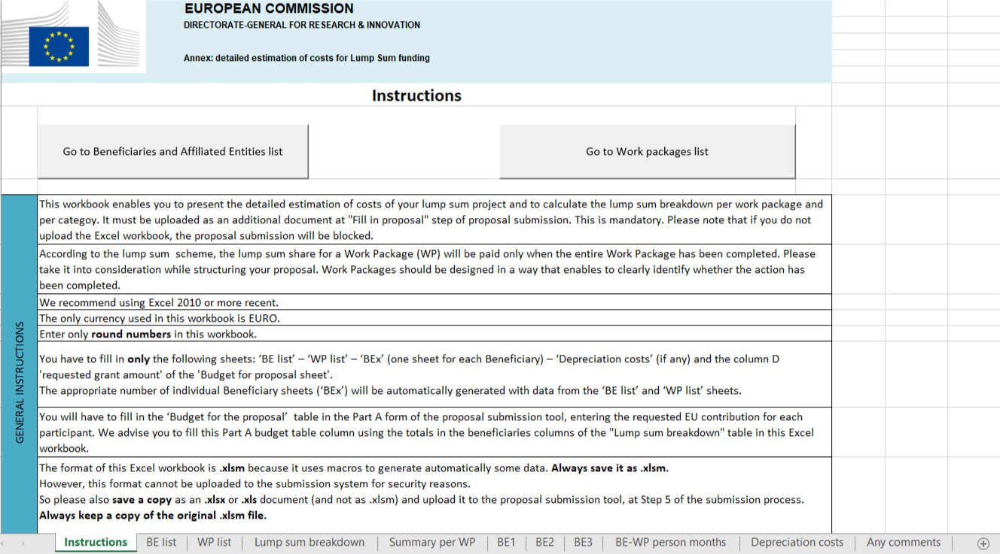 EUROPEAN COMMISSION
DIRECTORATE-GENERAL FOR RESEARCH & INNOVATION
Annex: detailed estimation of costs for Lump Sum funding
Instructions
Go to Beneficiaries and Affiliated Entities list
Go to Work packages list
GENERAL INSTRUCTIONS
This workbook enables you to present the detailed estimation of costs of your lump sum project and to calculate the lump sum breakdown per work package and
per categoy. It must be uploaded as an additional document at "Fill in proposal" step of proposal submission. This is mandatory. Please note that if you do not
upload the Excel workbook, the proposal submission will be blocked.
According to the lump sum  scheme, the lump sum share for a Work Package (WP) will be paid only when the entire Work Package has been completed. Please
take it into consideration while structuring your proposal. Work Packages should be designed in a way that enables to clearly identify whether the action has
been completed.
We recommend using Excel 2010 or more recent.
The only currency used in this workbook is EURO.
Enter only round numbers in this workbook.
You have to fill in only the following sheets: ‘BE list’ – ‘WP list’ – ‘BEx’ (one sheet for each Beneficiary) – ‘Depreciation costs’ (if any) and the column D
'requested grant amount' of the 'Budget for proposal sheet'.
The appropriate number of individual Beneficiary sheets (‘BEx’) will be automatically generated with data from the ‘BE list’ and ‘WP list’ sheets.
You will have to fill in the ‘Budget for the proposal’  table in the Part A form of the proposal submission tool, entering the requested EU contribution for each
participant. We advise you to fill this Part A budget table column using the totals in the beneficiaries columns of the "Lump sum breakdown" table in this Excel
workbook.
The format of this Excel workbook is .xlsm because it uses macros to generate automatically some data. Always save it as .xlsm.
However, this format cannot be uploaded to the submission system for security reasons.
So please also save a copy as an .xlsx or .xls document (and not as .xlsm) and upload it to the proposal submission tool, at Step 5 of the submission process.
Always keep a copy of the original .xlsm file.
Instructions BE list WP list Lump sum breakdown Summary per WP BE1 BE2 BE3 BE-WP person months Depreciation costs Any comments